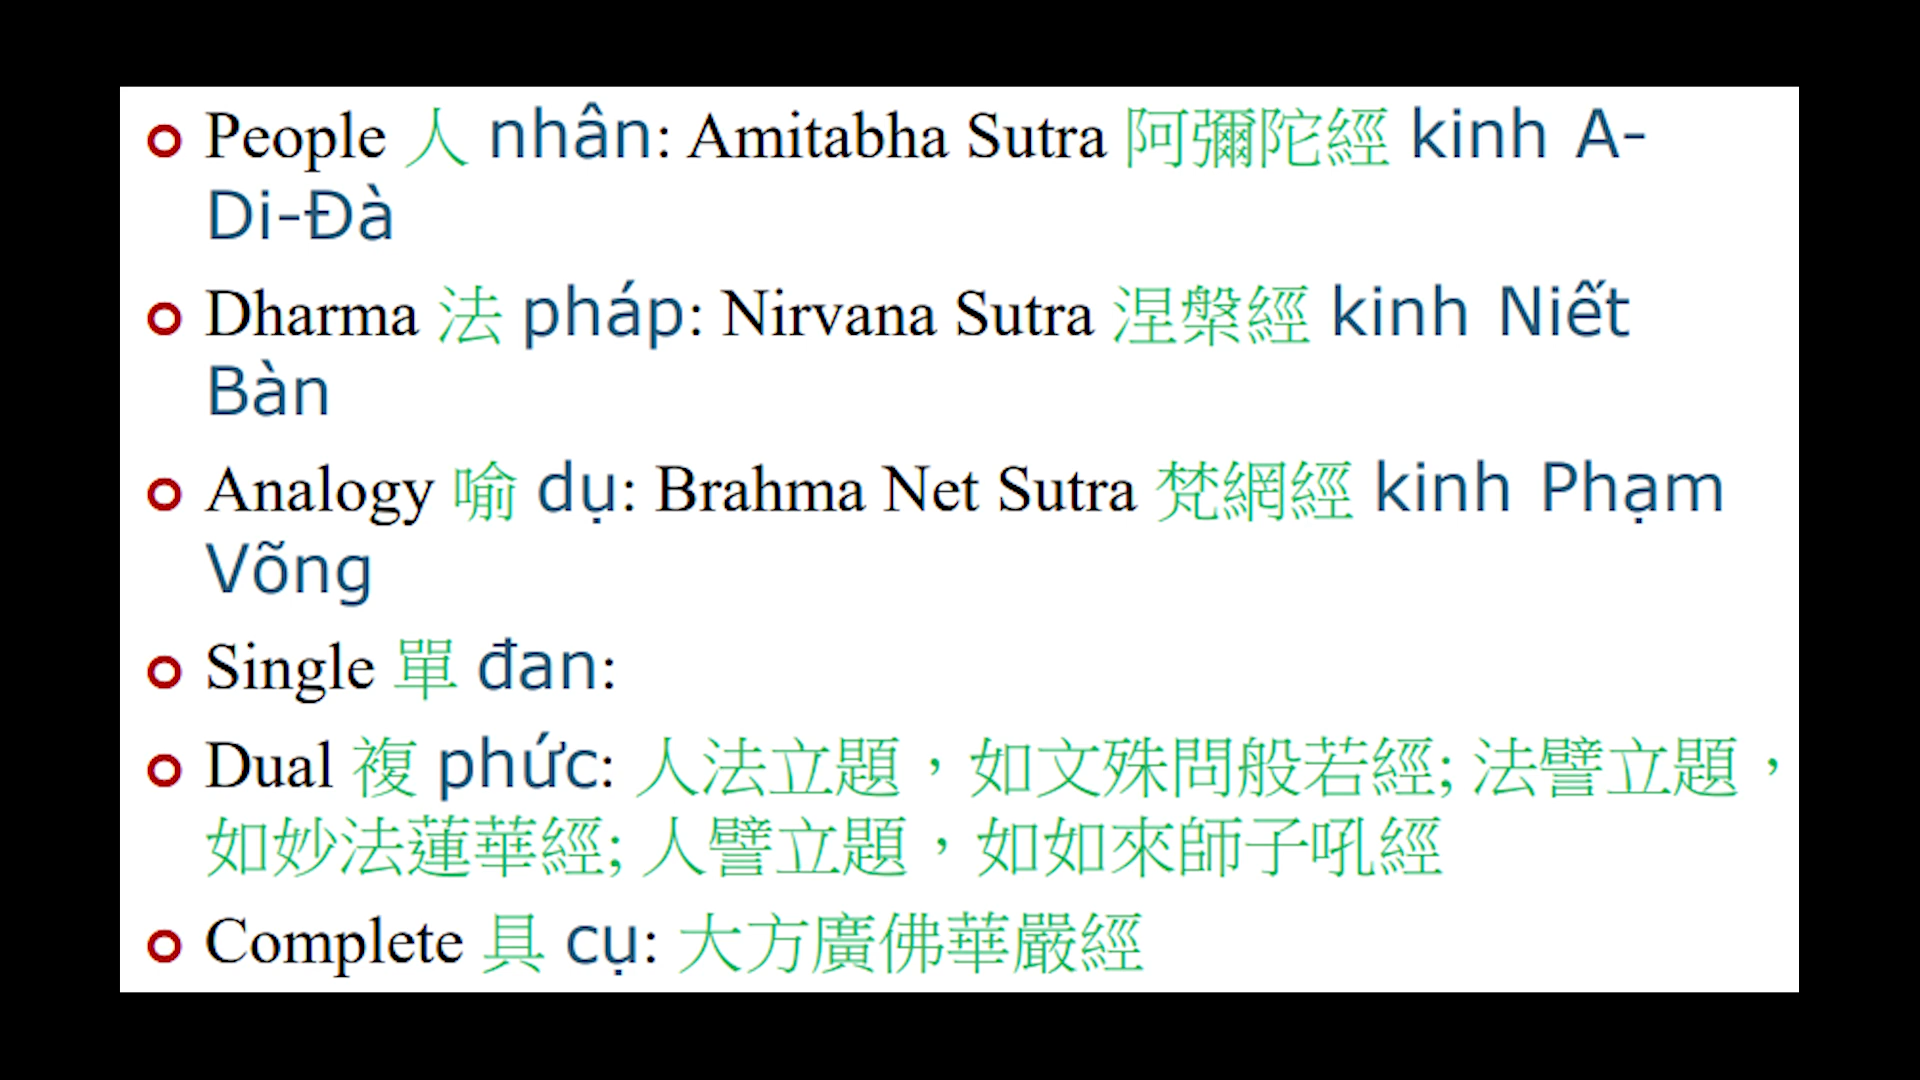 People 人 nhân: Amitabha Sutra 阿彌陀經 kinh A-
Di-Đà
Dharma 法 pháp: Nirvana Sutra 涅槃經 kinh Niết
Bàn
Analogy 喻 dụ: Brahma Net Sutra 梵網經 kinh Phạm
Võng
Single 單 đan:
Dual 複 phức: 人法立題，如文殊問般若經; 法譬立題，
如妙法蓮華經; 人譬立題，如如來師子吼經
Complete 具 cụ: 大方廣佛華嚴經